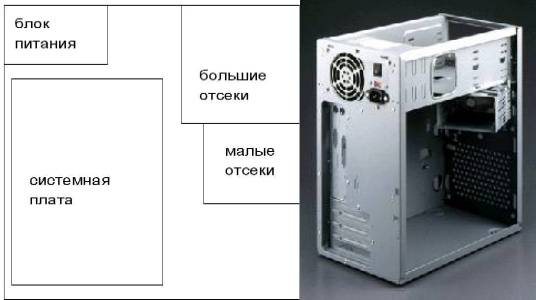 блок
питания
большие
отсеки
малые
отсеки
системная
плата